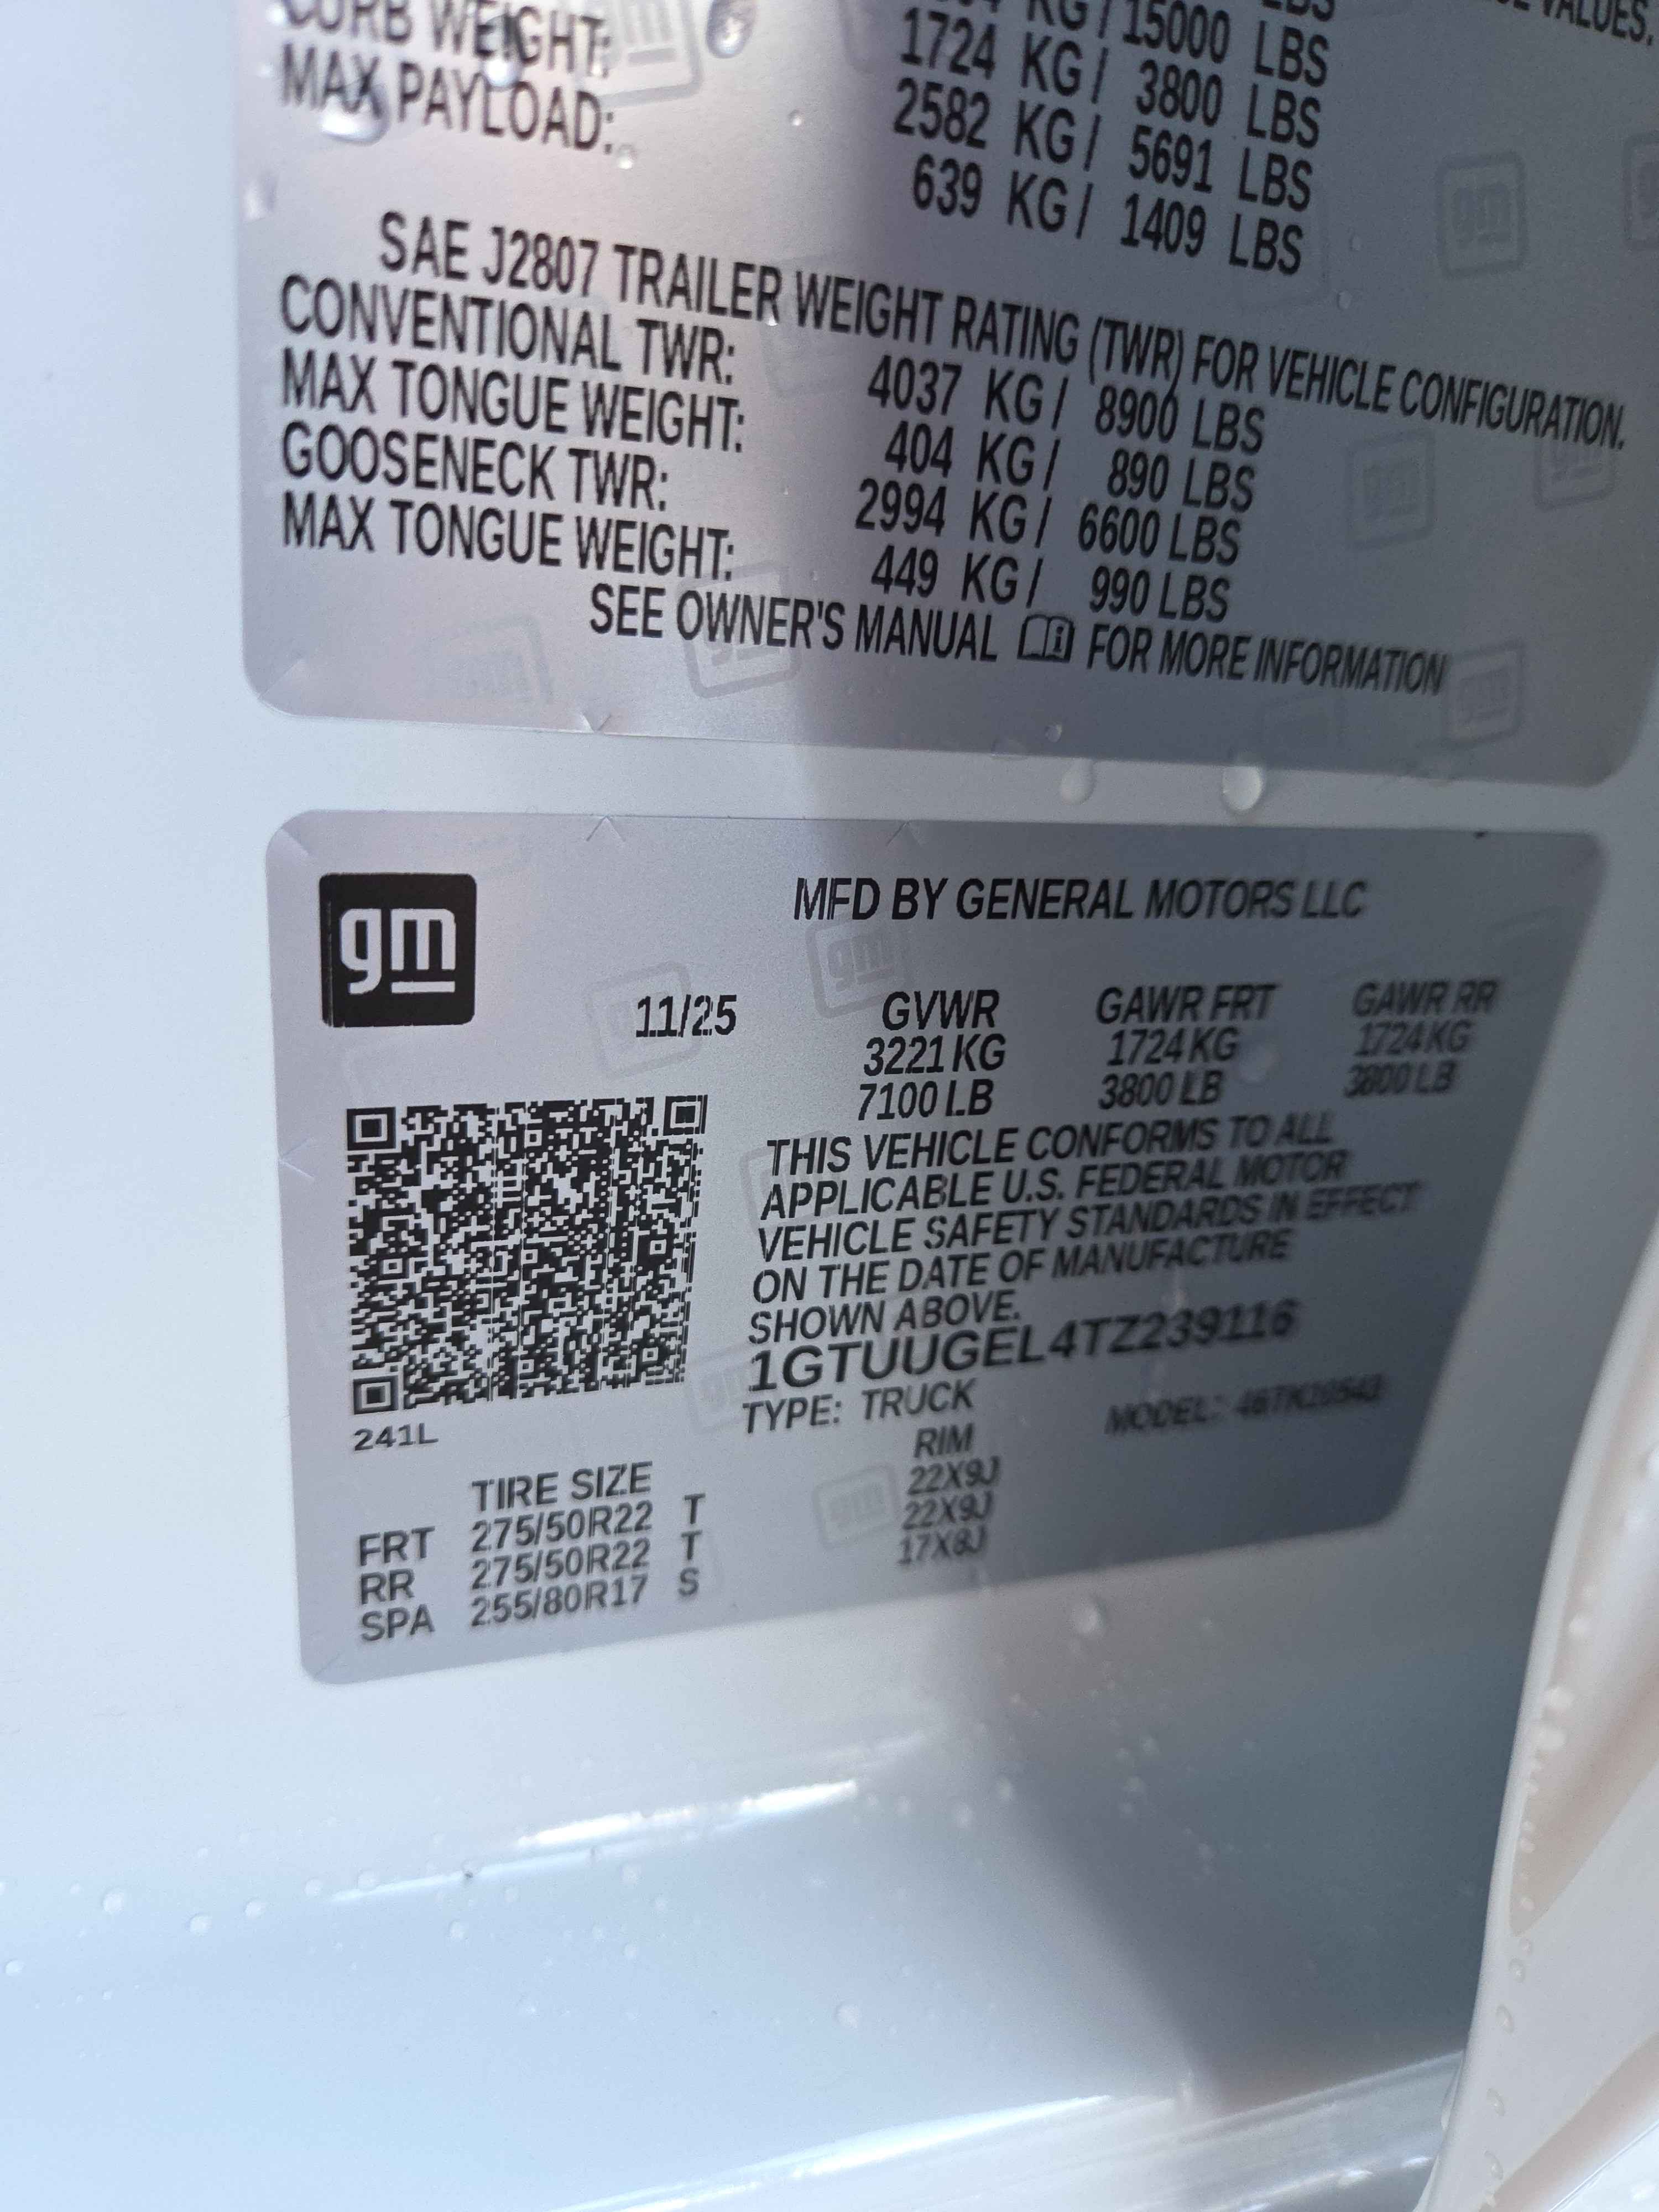 KG / 15000 LBS
CURB WEIGHT: 1724 KG / 3800 LBS
MAX PAYLOAD: 2582 KG / 5691 LBS
639 KG / 1409 LBS
SAE J2807 TRAILER WEIGHT RATING (TWR) FOR VEHICLE CONFIGURATION.
CONVENTIONAL TWR: 4037 KG / 8900 LBS
MAX TONGUE WEIGHT: 404 KG / 890 LBS
GOOSENECK TWR: 2994 KG / 6600 LBS
MAX TONGUE WEIGHT: 449 KG / 990 LBS
SEE OWNER'S MANUAL FOR MORE INFORMATION
gm
MFD BY GENERAL MOTORS LLC
11/25 GVWR GAWR FRT GAWR RR
3221 KG 1724 KG 1724 KG
7100 LB 3800 LB 3800 LB
THIS VEHICLE CONFORMS TO ALL
APPLICABLE U.S. FEDERAL MOTOR
VEHICLE SAFETY STANDARDS IN EFFECT
ON THE DATE OF MANUFACTURE
SHOWN ABOVE.
1GTUUGEL4TZ239116
TYPE: TRUCK MODEL:
241L
TIRE SIZE RIM
FRT 275/50R22 T 22X9J
RR 275/50R22 T 22X9J
SPA 255/80R17 S 17X8J